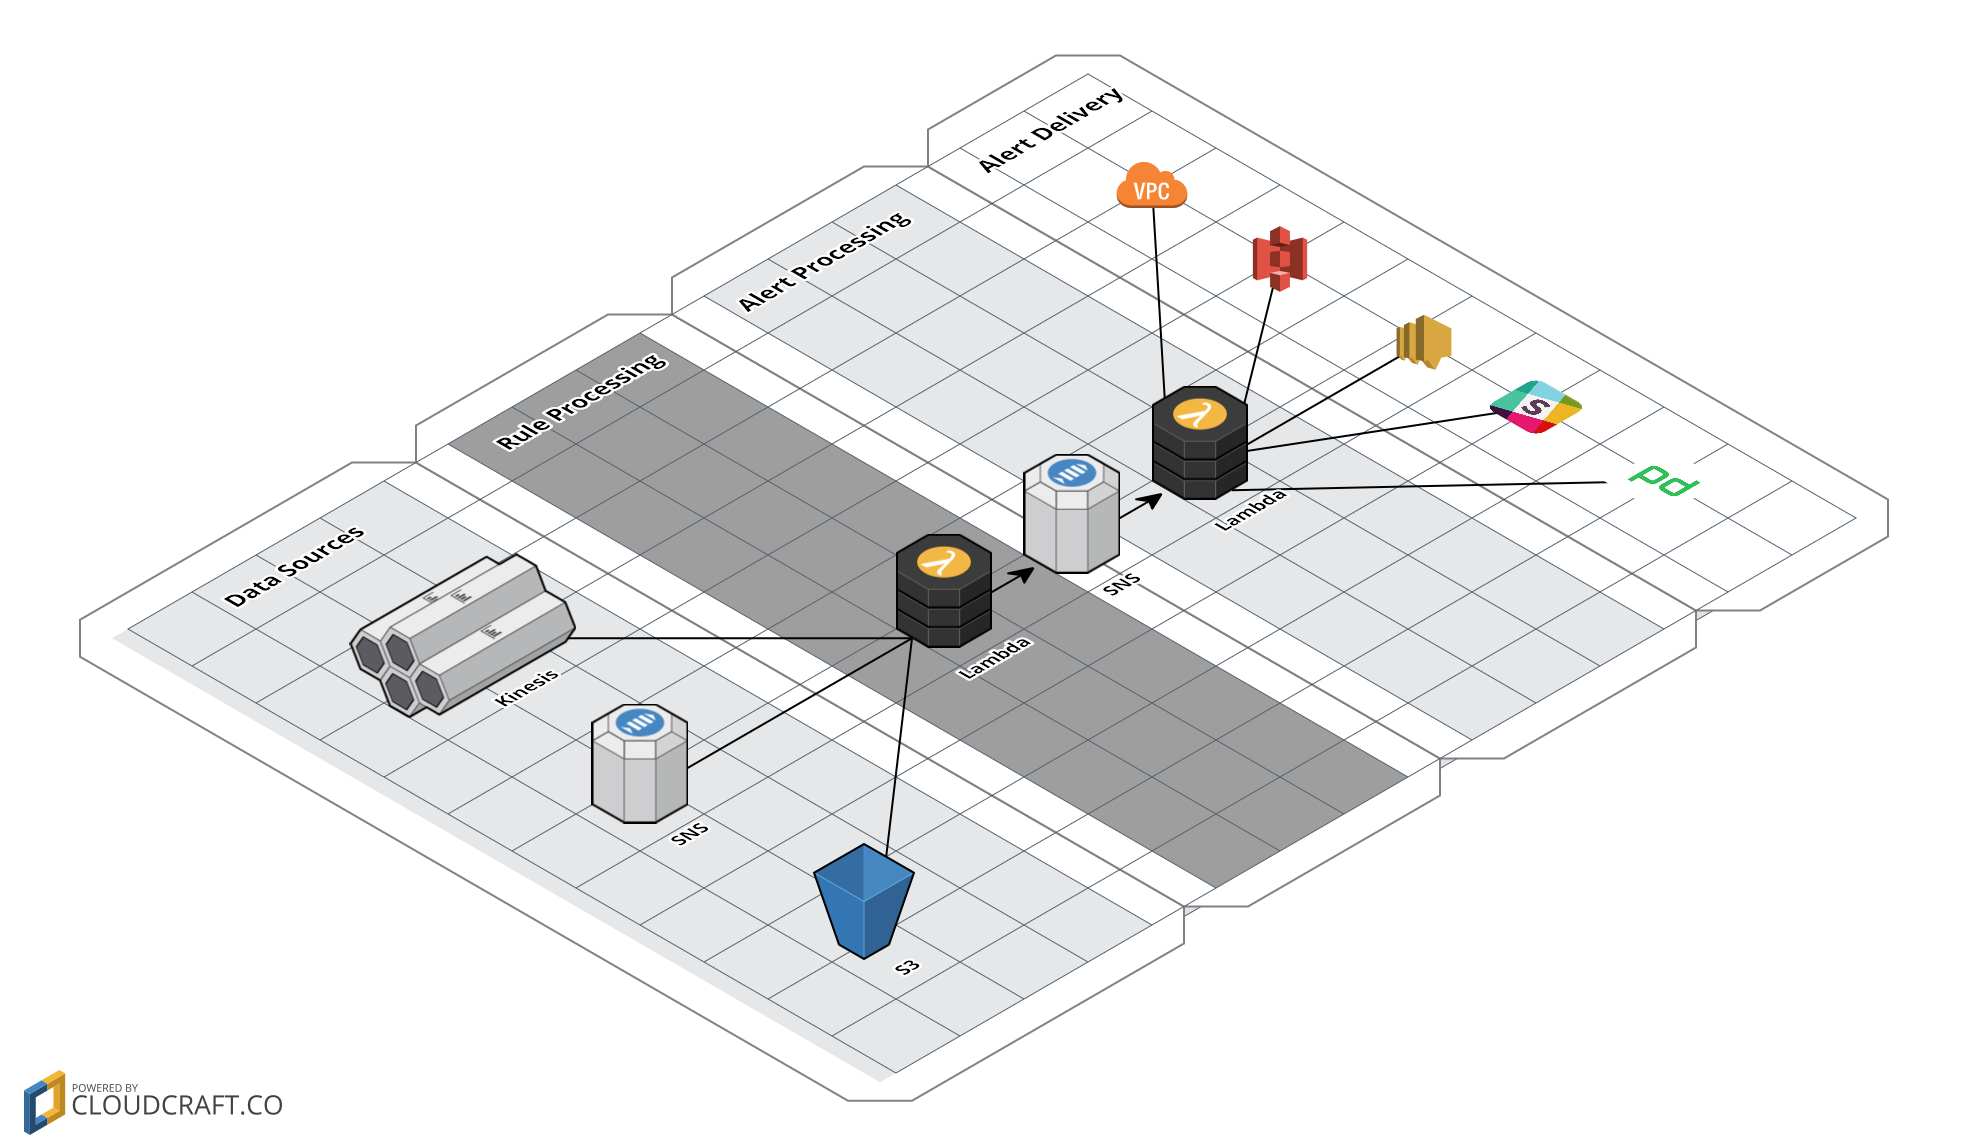 Alert Delivery
VPC
Alert Processing
Rule Processing
S
Pd
Lambda
Data Sources
SNS
Lambda
Kinesis
SNS
S3
POWERED BY
CLOUDCRAFT.CO